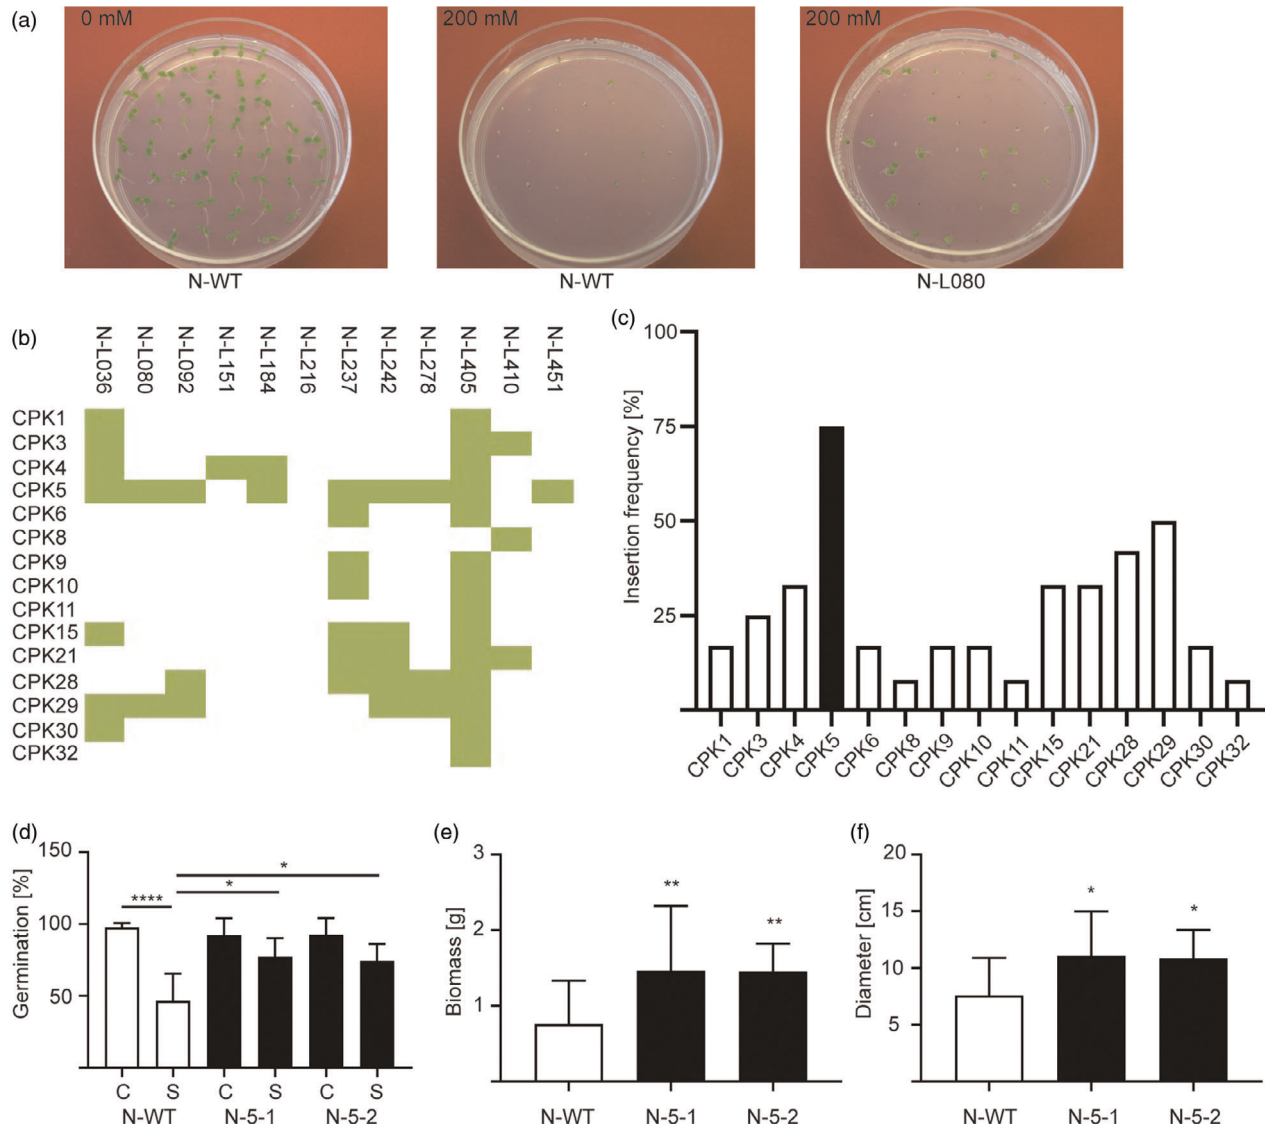 (a)
0 mM
200 mM
200 mM
N-WT
N-WT
N-L080
(b)
N-L036
N-L080
N-L092
N-L151
N-L184
N-L216
N-L237
N-L242
N-L278
N-L405
N-L410
N-L451
CPK1
CPK3
CPK4
CPK5
CPK6
CPK8
CPK9
CPK10
CPK11
CPK15
CPK21
CPK28
CPK29
CPK30
CPK32
(c)
Insertion frequency [%]
100
75
50
25
CPK1
CPK3
CPK4
CPK5
CPK6
CPK8
CPK9
CPK10
CPK11
CPK15
CPK21
CPK28
CPK29
CPK30
CPK32
(d)
Germination [%]
150
100
50
****
*
*
C S C S C S
N-WT N-5-1 N-5-2
(e)
Biomass [g]
3
2
1
**
**
N-WT N-5-1 N-5-2
(f)
Diameter [cm]
20
15
10
5
*
*
N-WT N-5-1 N-5-2